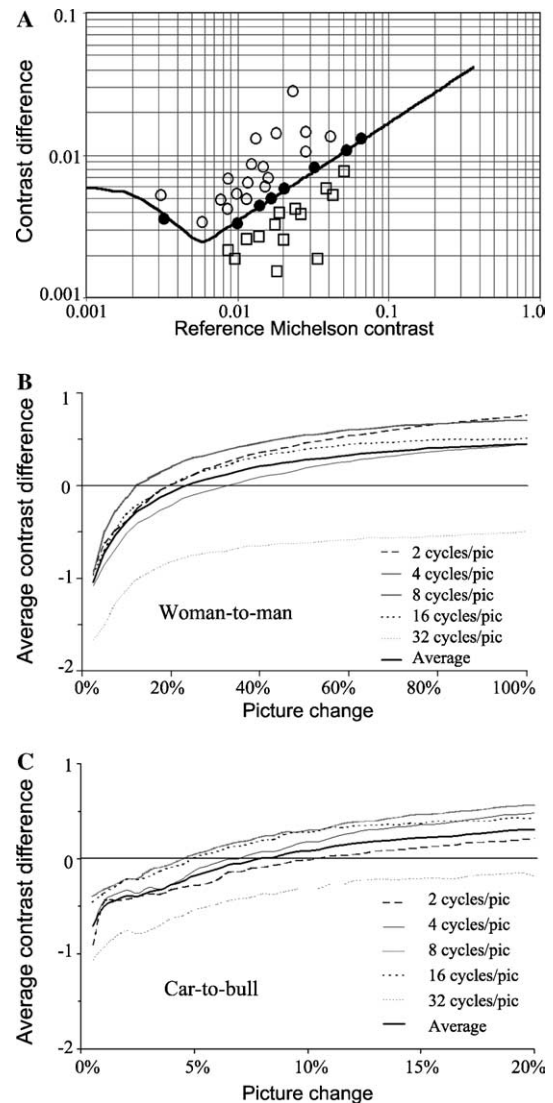 A
0.1
Contrast difference
0.01
0.001
0.001
0.01
0.1
1.0
Reference Michelson contrast
B
1
Average contrast difference
0
-1
-2
2 cycles/pic
4 cycles/pic
8 cycles/pic
16 cycles/pic
32 cycles/pic
Average
Woman-to-man
0%
20%
40%
60%
80%
100%
Picture change
C
1
Average contrast difference
0
-1
-2
2 cycles/pic
4 cycles/pic
8 cycles/pic
16 cycles/pic
32 cycles/pic
Average
Car-to-bull
0%
5%
10%
15%
20%
Picture change